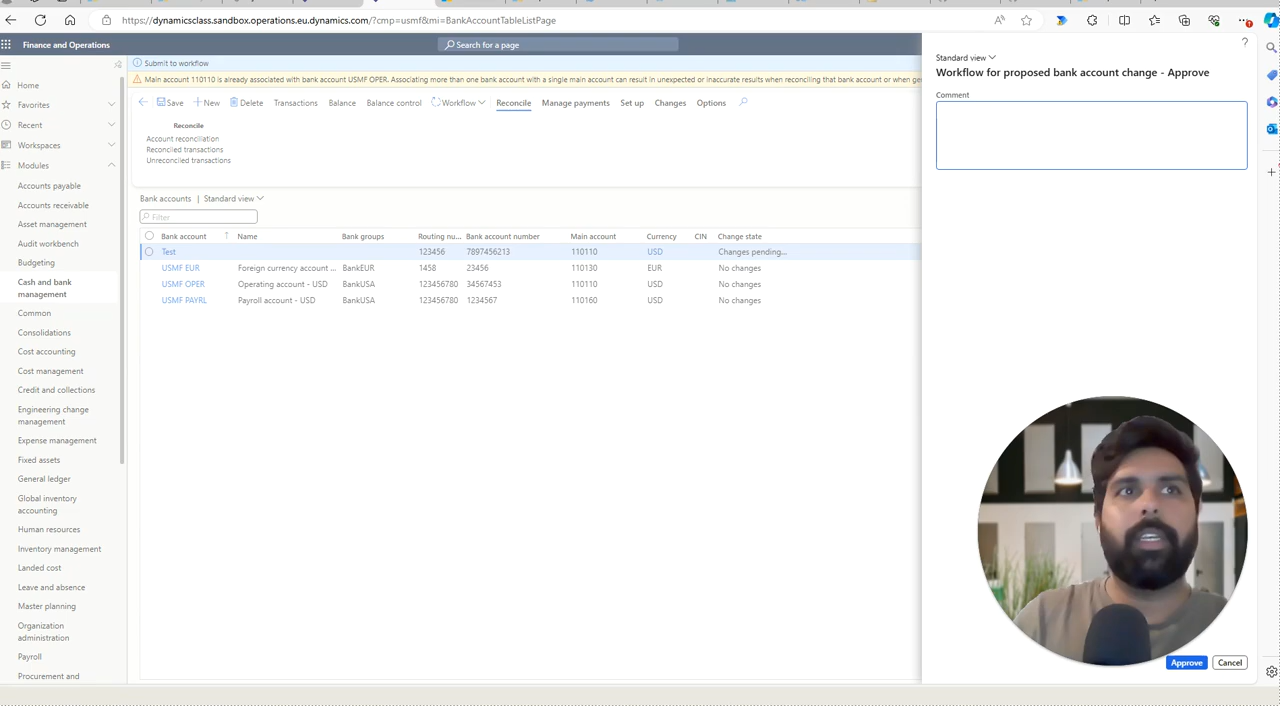 https://dynamicsclass.sandbox.operations.eu.dynamics.com/?cmp=usmf&mi=BankAccountTableListPage
Finance and Operations
Search for a page
?
Standard view
Workflow for proposed bank account change - Approve
Comment
Approve
Cancel
Submit to workflow
Main account 110110 is already associated with bank account USMF OPER. Associating more than one bank account with a single main account can result in unexpected or inaccurate results when reconciling that bank account or when ge
Save
New
Delete
Transactions
Balance
Balance control
Workflow
Reconcile
Manage payments
Set up
Changes
Options
Reconcile
Account reconciliation
Reconciled transactions
Unreconciled transactions
Bank accounts | Standard view
Filter
Bank account Name Bank groups Routing nu... Bank account number Main account Currency CIN Change state
Test 123456 7897456213 110110 USD Changes pending...
USMF EUR Foreign currency account ... BankEUR 1458 23456 110130 EUR No changes
USMF OPER Operating account - USD BankUSA 123456780 34567453 110110 USD No changes
USMF PAYRL Payroll account - USD BankUSA 123456780 1234567 110160 USD No changes
Home
Favorites
Recent
Workspaces
Modules
Accounts payable
Accounts receivable
Asset management
Audit workbench
Budgeting
Cash and bank
management
Common
Consolidations
Cost accounting
Cost management
Credit and collections
Engineering change
management
Expense management
Fixed assets
General ledger
Global inventory
accounting
Human resources
Inventory management
Landed cost
Leave and absence
Master planning
Organization
administration
Payroll
Procurement and